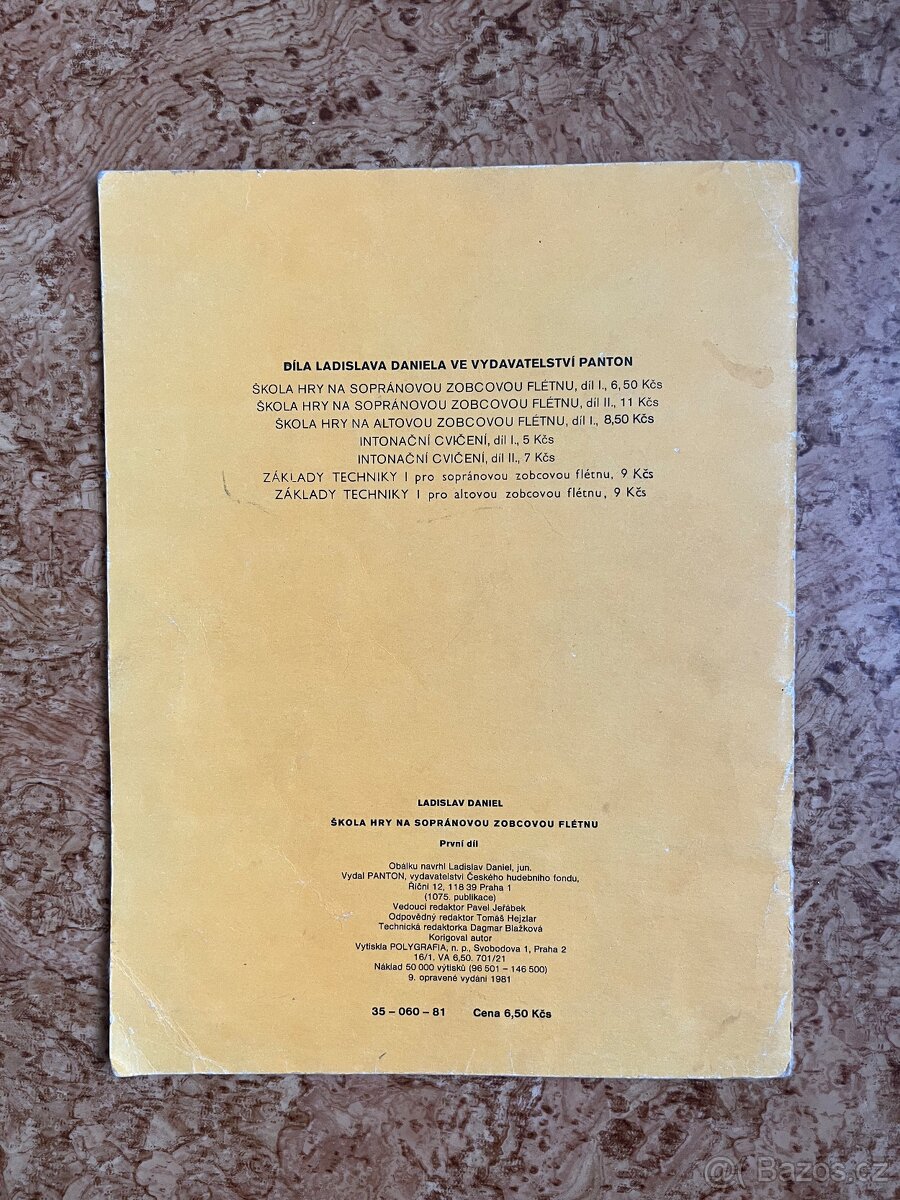 DÍLA LADISLAVA DANIELA VE VYDAVATELSTVÍ PANTON
ŠKOLA HRY NA SOPRÁNOVOU ZOBCOVOU FLÉTNU, díl I., 6,50 Kčs
ŠKOLA HRY NA SOPRÁNOVOU ZOBCOVOU FLÉTNU, díl II., 11 Kčs
ŠKOLA HRY NA ALTOVOU ZOBCOVOU FLÉTNU, díl I., 8,50 Kčs
INTONAČNÍ CVIČENÍ, díl I., 5 Kčs
INTONAČNÍ CVIČENÍ, díl II., 7 Kčs
ZÁKLADY TECHNIKY I pro sopránovou zobcovou flétnu, 9 Kčs
ZÁKLADY TECHNIKY I pro altovou zobcovou flétnu, 9 Kčs
LADISLAV DANIEL
ŠKOLA HRY NA SOPRÁNOVOU ZOBCOVOU FLÉTNU
První díl
Obálku navrhl Ladislav Daniel, jun.
Vydal PANTON, vydavatelství Českého hudebního fondu,
Říční 12, 118 39 Praha 1
(1075. publikace)
Vedoucí redaktor Pavel Jeřábek
Odpovědný redaktor Tomáš Hejzlar
Technická redaktorka Dagmar Blažková
Korigoval autor
Vytiskla POLYGRAFIA, n. p., Svobodova 1, Praha 2
16/1. VA 6,50. 701/21
Náklad 50 000 výtisků (96 501 – 146 500)
9. opravené vydání 1981
35 – 060 – 81 Cena 6,50 Kčs
@ Bazos.cz